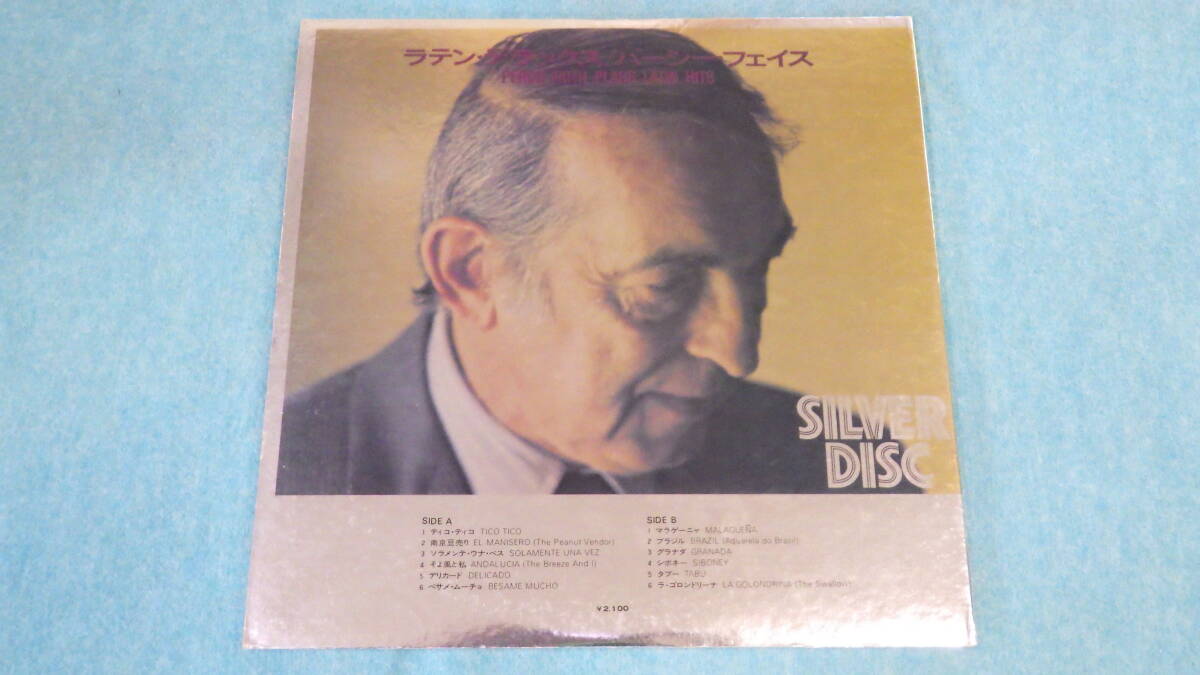 ラテン・デラックス/パーシー・フェイス
PERCY FAITH PLAYS LATIN HITS
SILVER
DISC
SIDE A
1 ティコ・ティコ TICO TICO
2 南京豆売り EL MANISERO (The Peanut Vendor)
3 ソラメンテ・ウナ・ベス SOLAMENTE UNA VEZ
4 そよ風と私 ANDALUCIA (The Breeze And I)
5 デリカード DELICADO
6 ベサメ・ムーチョ BESAME MUCHO
SIDE B
1 マラゲーニャ MALAGUEÑA
2 ブラジル BRAZIL (Aquarela do Brasil)
3 グラナダ GRANADA
4 シボネー SIBONEY
5 タブー TABU
6 ラ・ゴロンドリーナ LA GOLONDRINA (The Swallow)
¥2,100